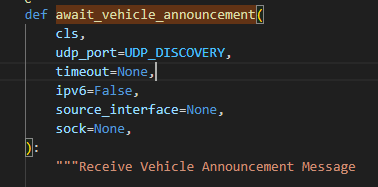 def await_vehicle_announcement(
cls,
udp_port=UDP_DISCOVERY,
timeout=None,
ipv6=False,
source_interface=None,
sock=None,
):
"""Receive Vehicle Announcement Message